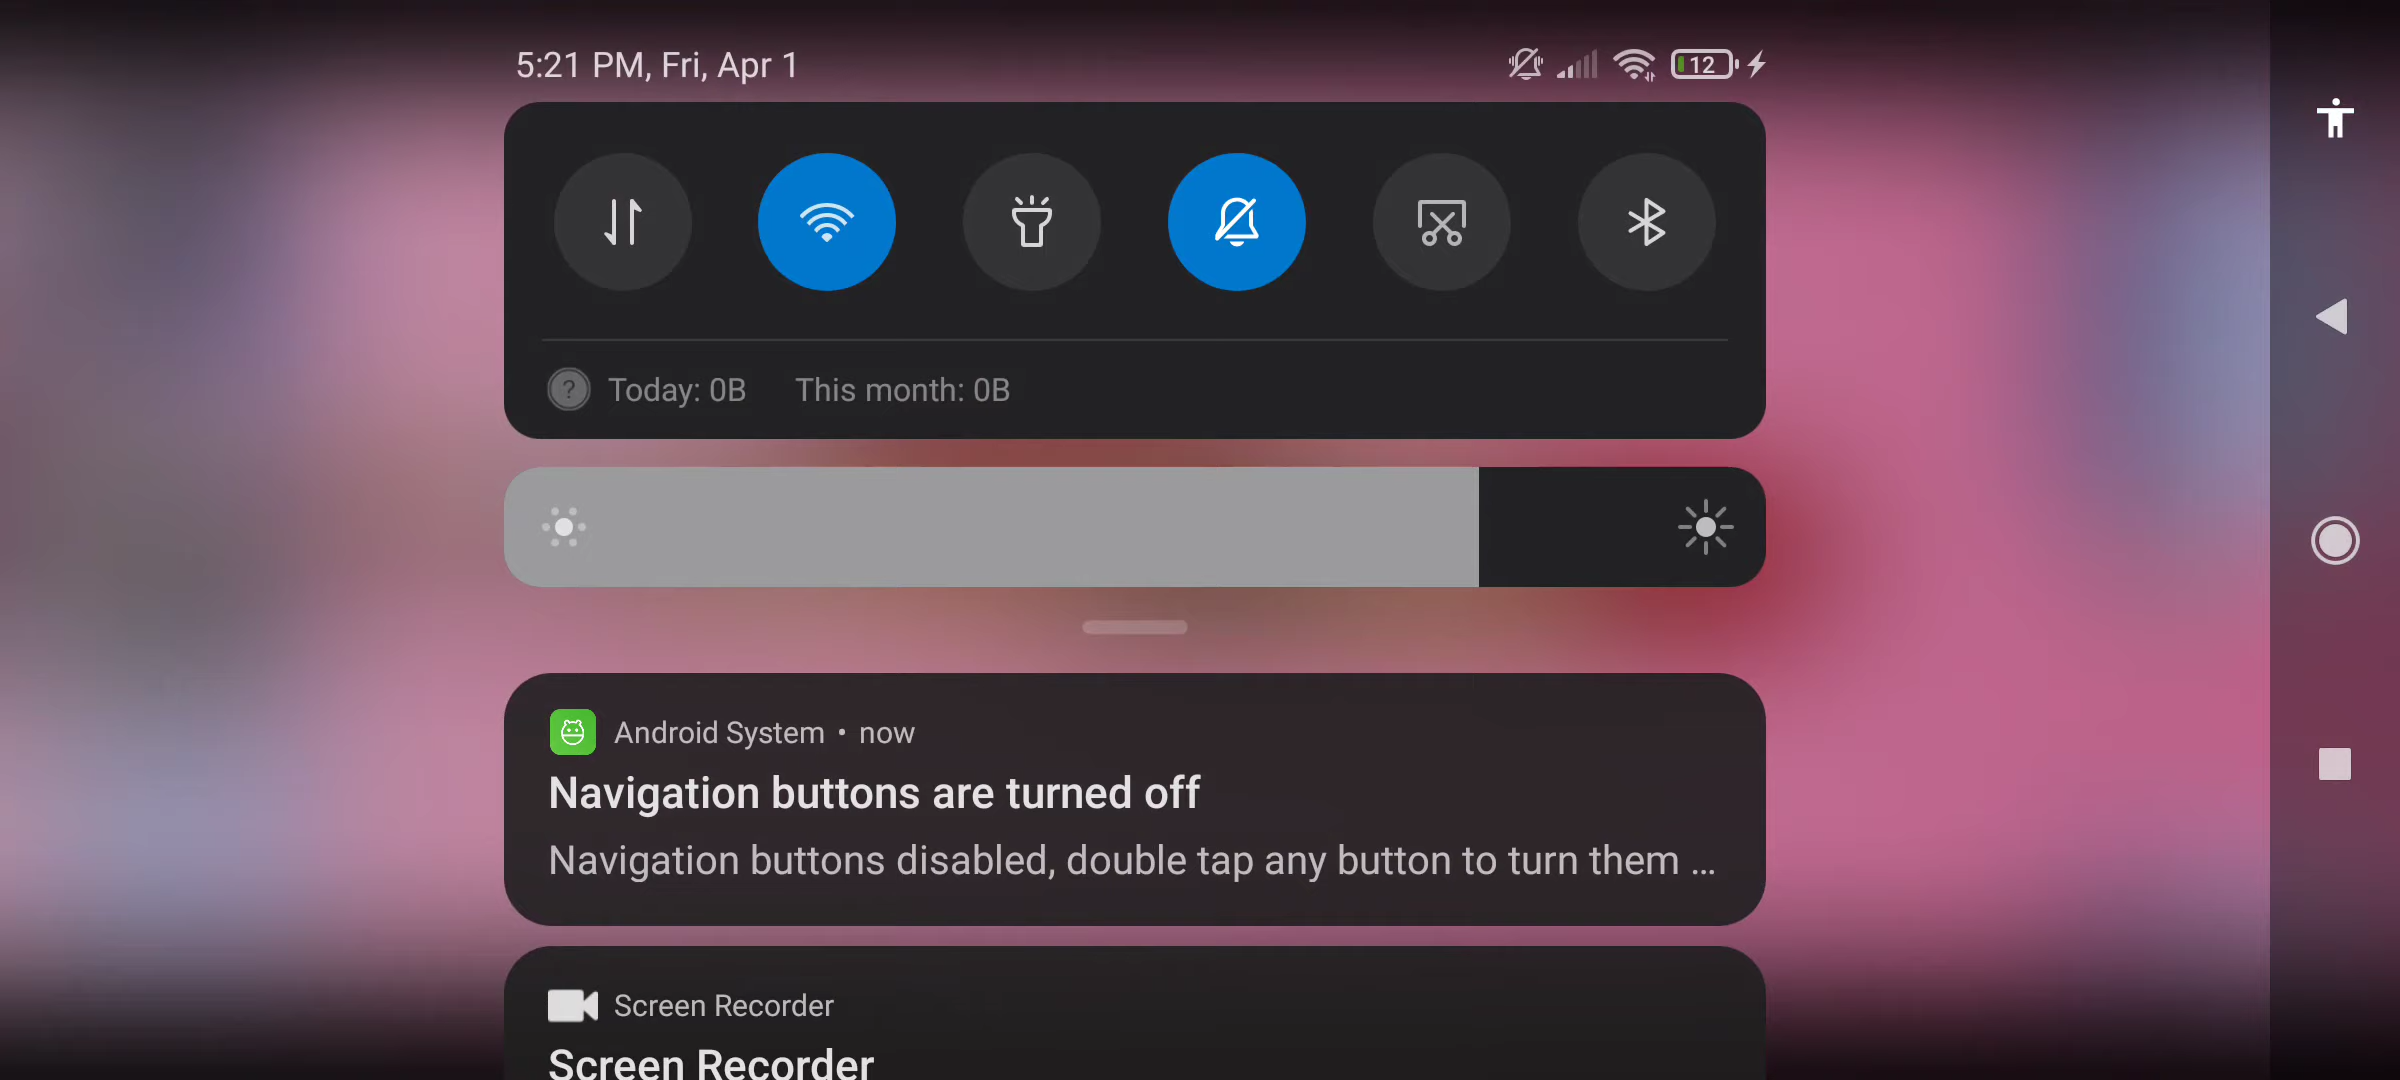 5:21 PM, Fri, Apr 1
12
Today: 0B This month: 0B
Android System • now
Navigation buttons are turned off
Navigation buttons disabled, double tap any button to turn them ...
Screen Recorder
Screen Recorder